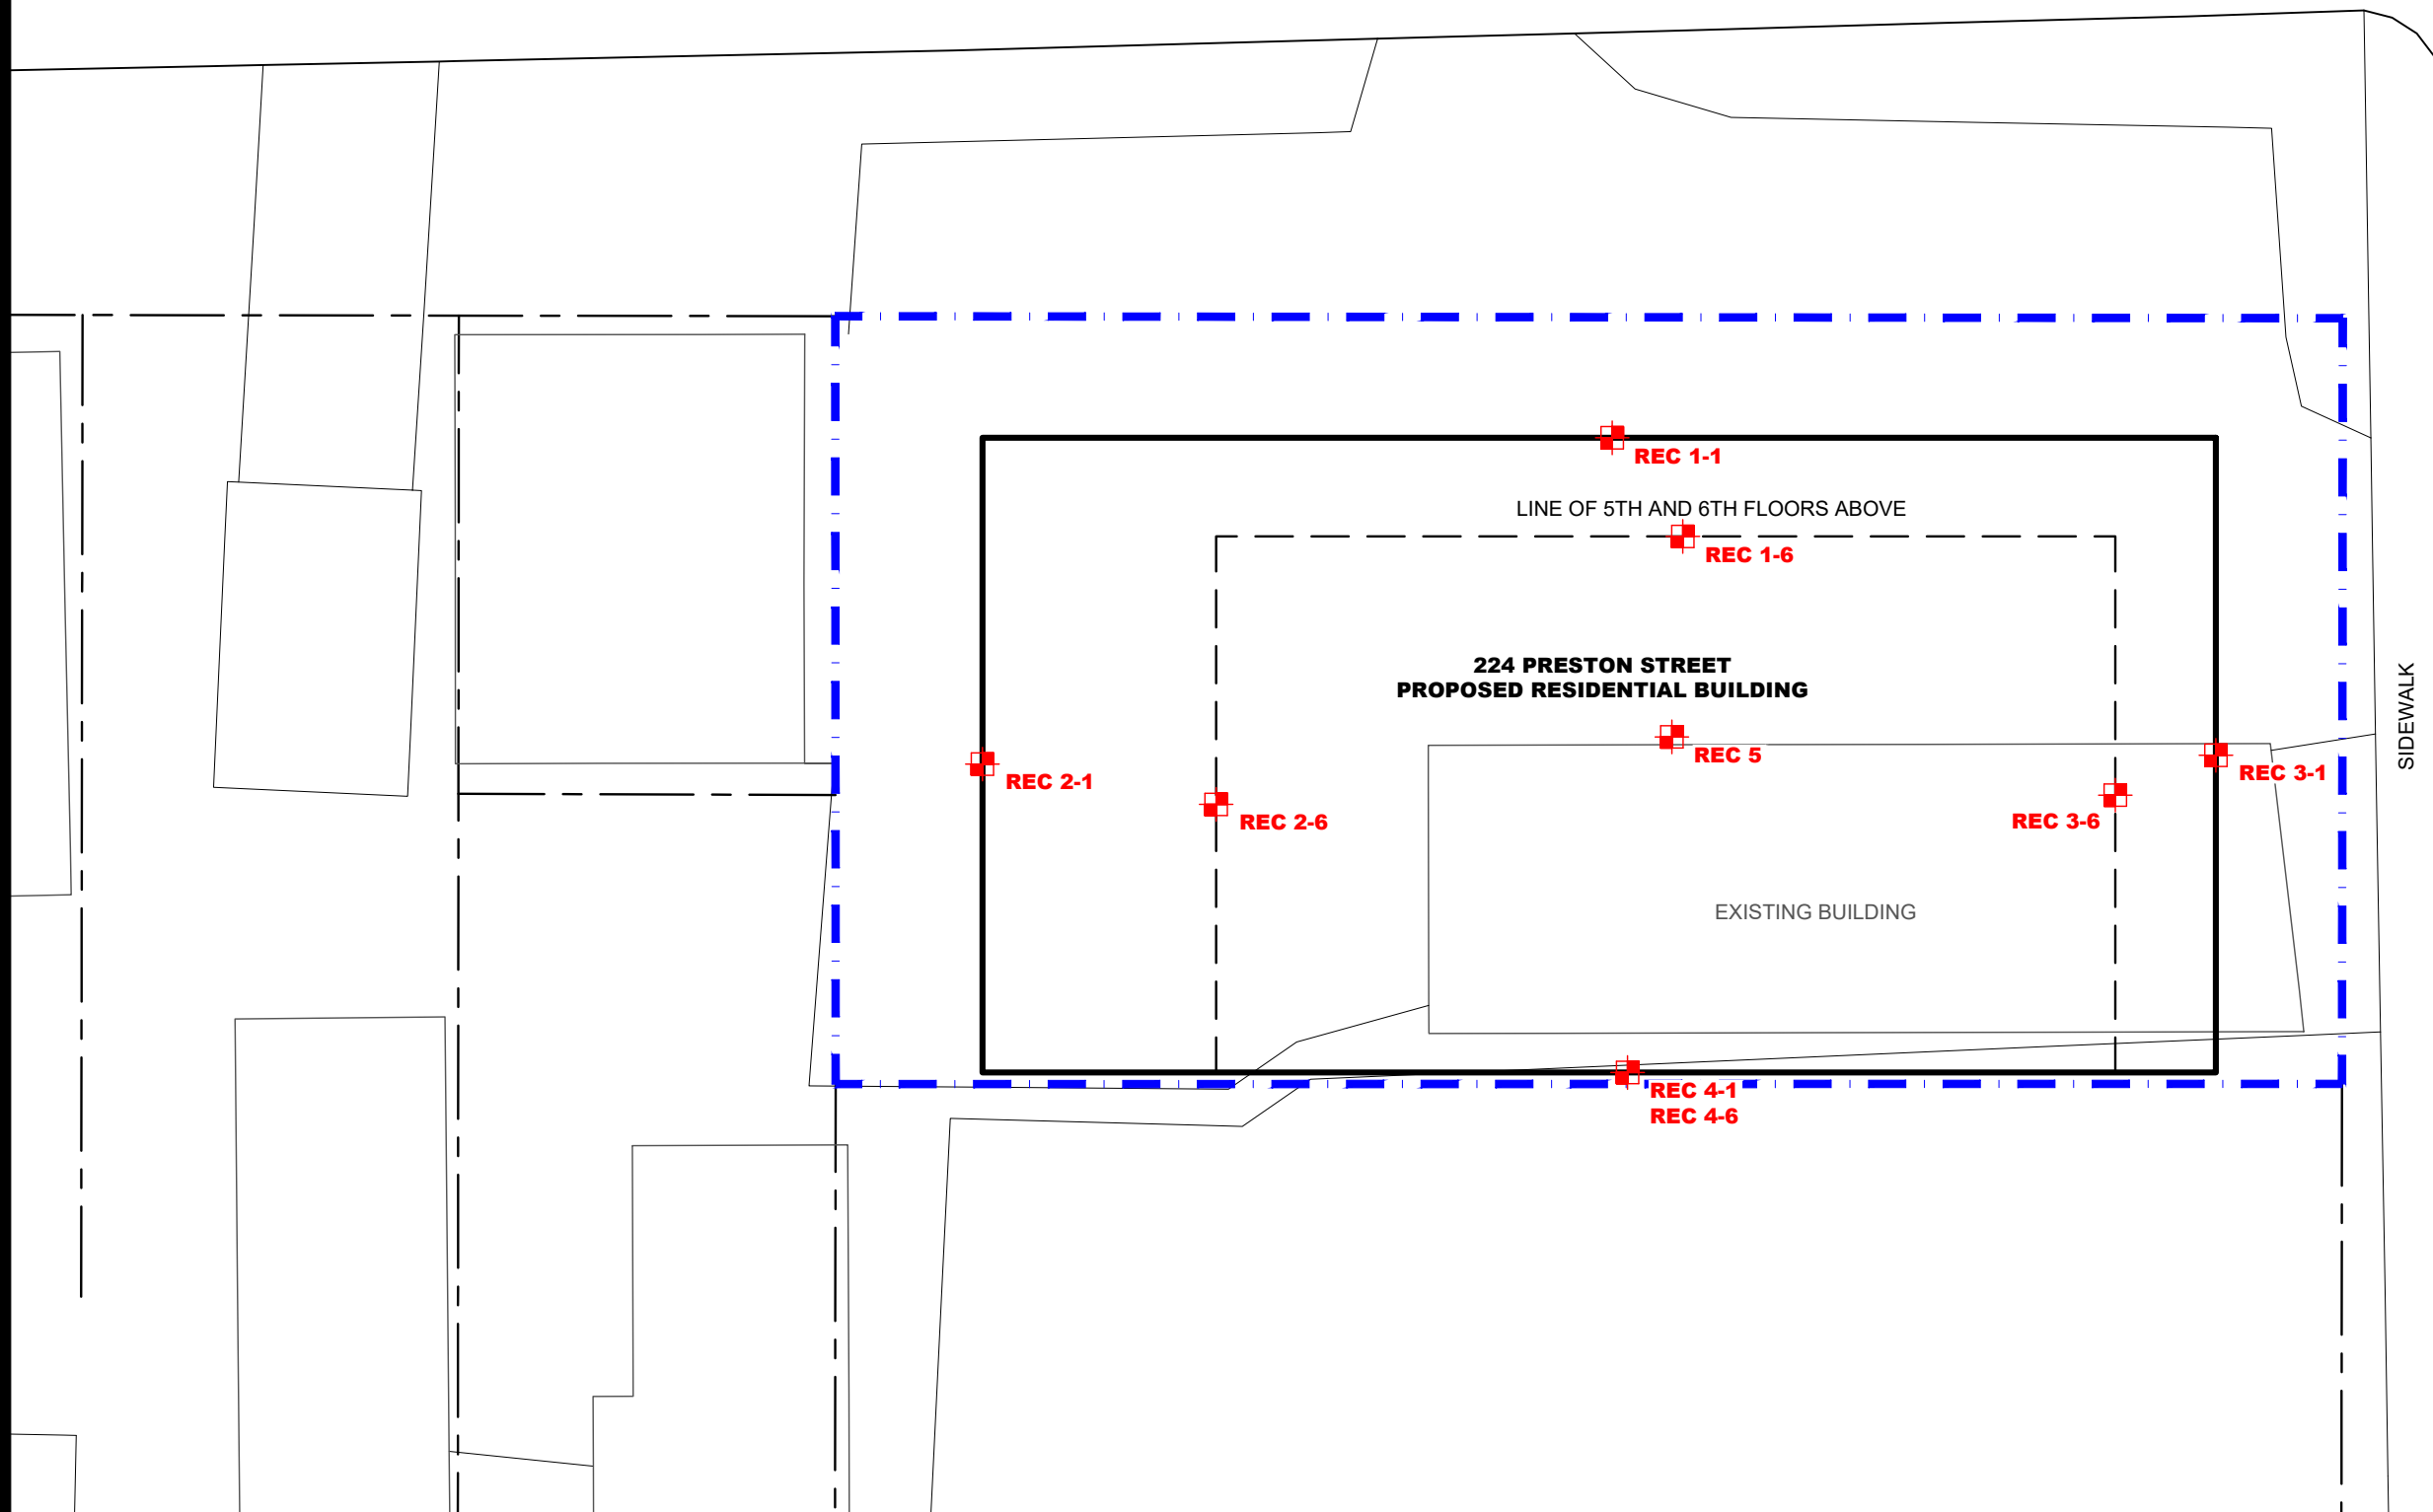 REC 1-1
LINE OF 5TH AND 6TH FLOORS ABOVE
REC 1-6
224 PRESTON STREET
PROPOSED RESIDENTIAL BUILDING
SIDEWALK
REC 5
REC 2-1
REC 3-1
REC 2-6
REC 3-6
EXISTING BUILDING
REC 4-1
REC 4-6